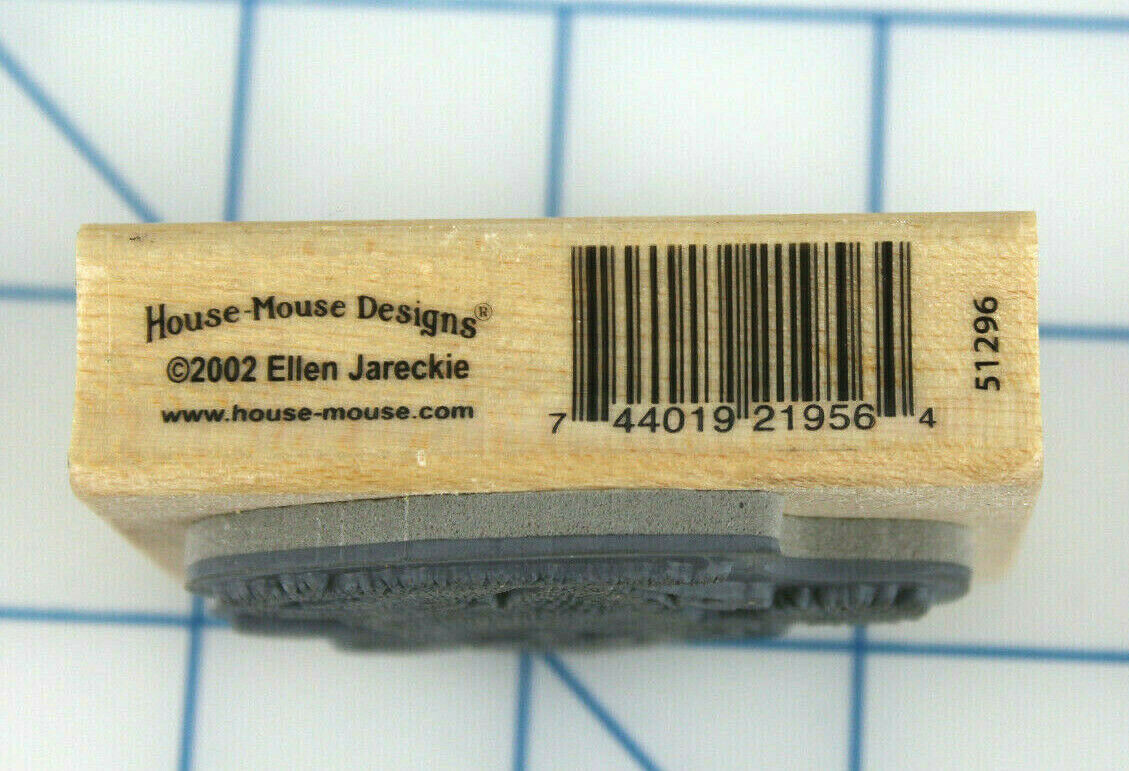 House-Mouse Designs®
©2002 Ellen Jareckie
www.house-mouse.com
7 44019 21956 4
51296